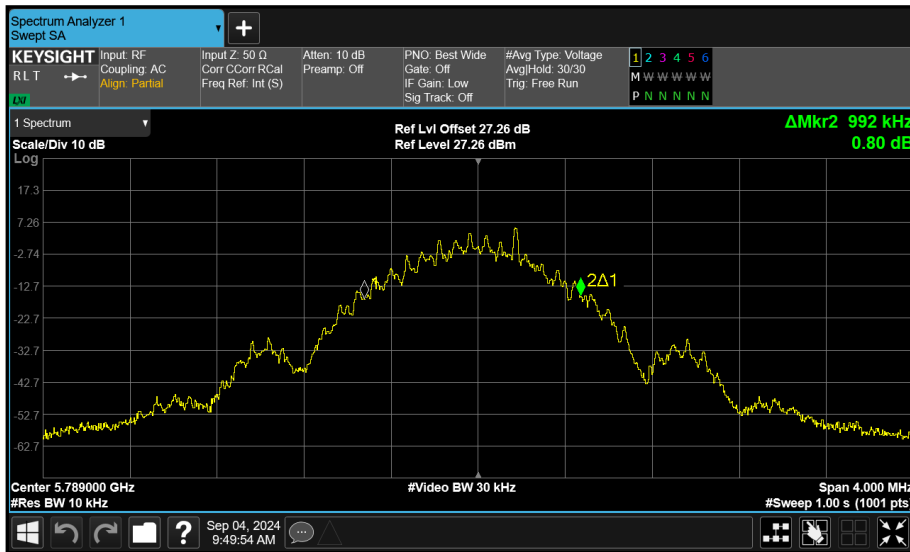 Spectrum Analyzer 1
Swept SA
KEYSIGHT
RLT
LXI
Input: RF
Coupling: AC
Align: Partial
Input Z: 50 Ω
Corr CCorr RCal
Freq Ref: Int (S)
Atten: 10 dB
Preamp: Off
PNO: Best Wide
Gate: Off
IF Gain: Low
Sig Track: Off
#Avg Type: Voltage
Avg|Hold: 30/30
Trig: Free Run
1 2 3 4 5 6
M W W W W W
P N N N N N
1 Spectrum
Scale/Div 10 dB
Log
Ref Lvl Offset 27.26 dB
Ref Level 27.26 dBm
ΔMkr2 992 kHz
0.80 dB
17.3
7.26
-2.74
-12.7
-22.7
-32.7
-42.7
-52.7
-62.7
1
2Δ1
Center 5.789000 GHz
#Res BW 10 kHz
#Video BW 30 kHz
Span 4.000 MHz
#Sweep 1.00 s (1001 pts
?
Sep 04, 2024
9:49:54 AM